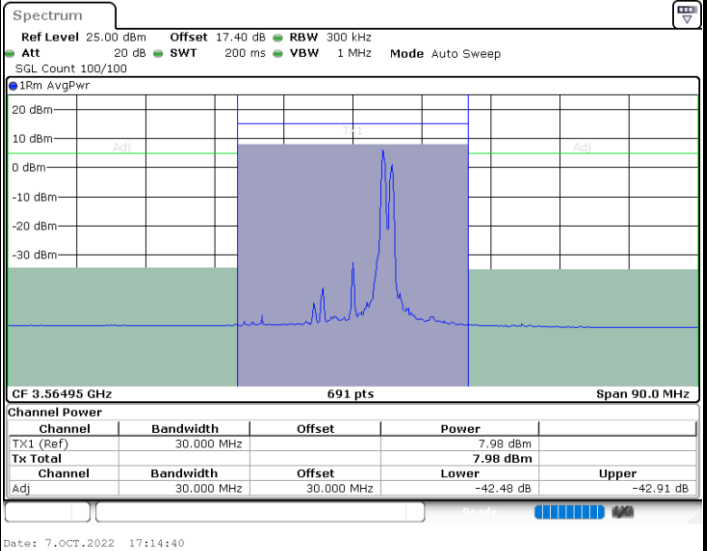 Spectrum
Ref Level 25.00 dBm Offset 17.40 dB RBW 300 kHz
Att 20 dB SWT 200 ms VBW 1 MHz Mode Auto Sweep
SGL Count 100/100
1Rm AvgPwr
20 dBm
TX1
10 dBm
Adj Adj
0 dBm
-10 dBm
-20 dBm
-30 dBm
CF 3.56495 GHz 691 pts Span 90.0 MHz
Channel Power
Channel Bandwidth Offset Power
TX1 (Ref) 30.000 MHz 7.98 dBm
Tx Total 7.98 dBm
Channel Bandwidth Offset Lower Upper
Adj 30.000 MHz 30.000 MHz -42.48 dB -42.91 dB
Ready
Date: 7.OCT.2022 17:14:40